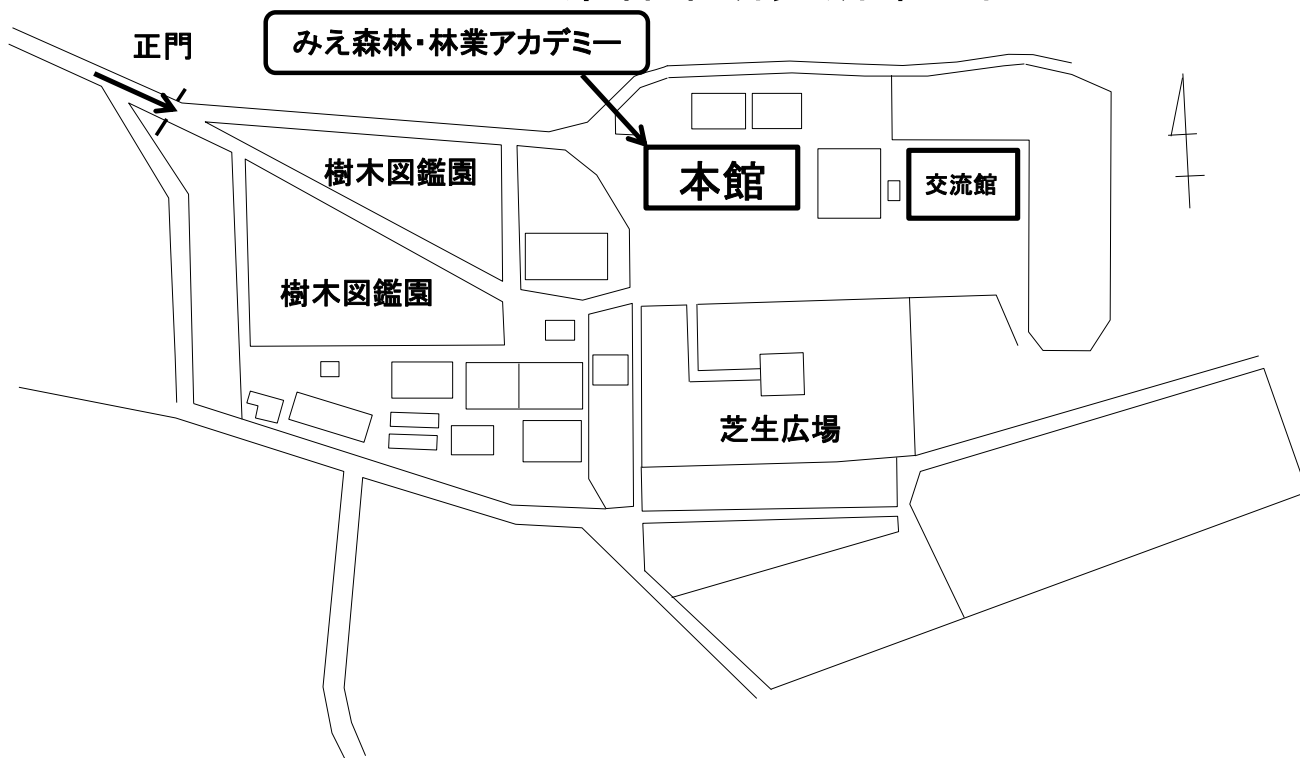 正門
みえ森林・林業アカデミー
樹木図鑑園
本館
交流館
樹木図鑑園
芝生広場